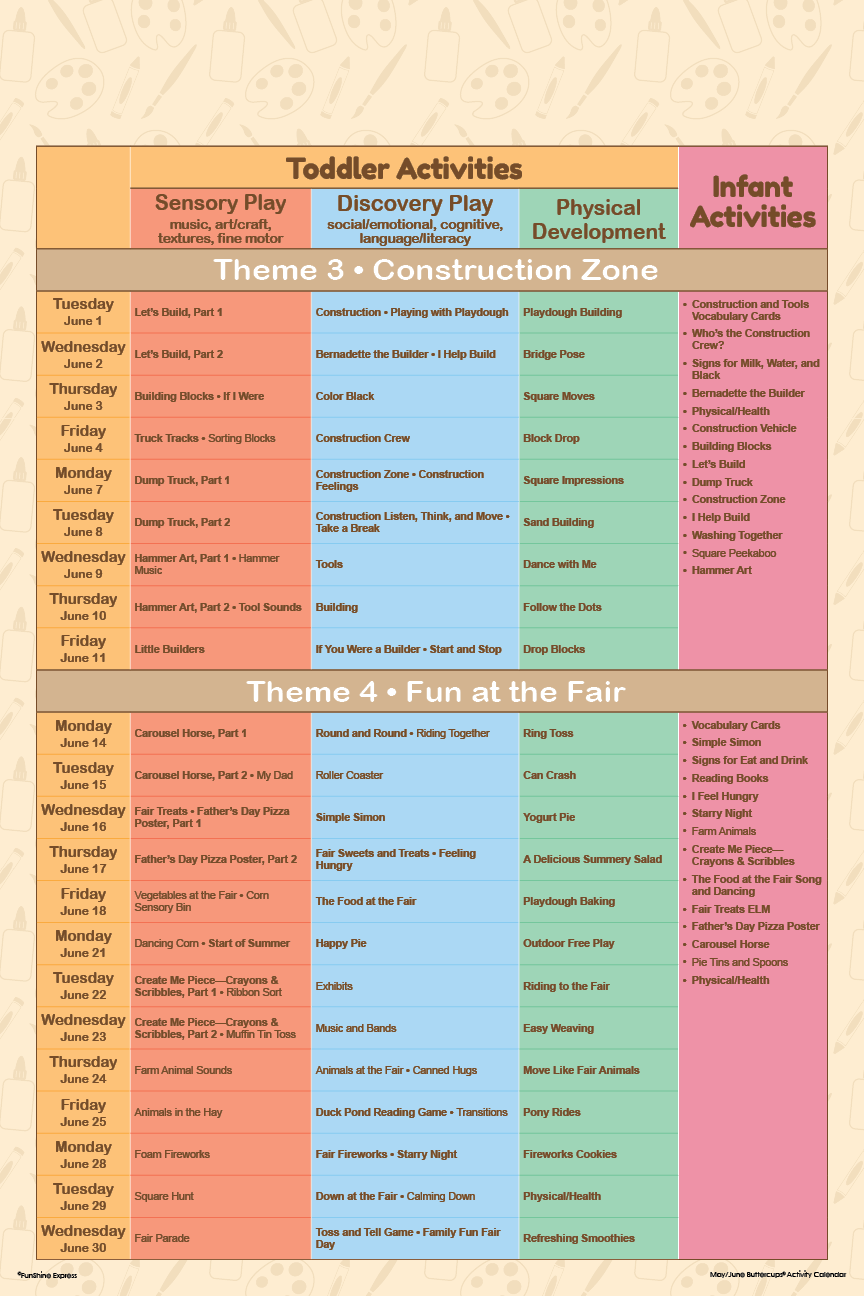 Toddler Activities
Infant
Activities
Sensory Play
music, art/craft,
textures, fine motor
Discovery Play
social/emotional, cognitive,
language/literacy
Physical
Development
Theme 3 • Construction Zone
Tuesday
June 1
Let's Build, Part 1
Construction • Playing with Playdough
Playdough Building
Wednesday
June 2
Let's Build, Part 2
Bernadette the Builder • I Help Build
Bridge Pose
Thursday
June 3
Building Blocks • If I Were
Color Black
Square Moves
Friday
June 4
Truck Tracks • Sorting Blocks
Construction Crew
Block Drop
Monday
June 7
Dump Truck, Part 1
Construction Zone • Construction
Feelings
Square Impressions
Tuesday
June 8
Dump Truck, Part 2
Construction Listen, Think, and Move •
Take a Break
Sand Building
Wednesday
June 9
Hammer Art, Part 1 • Hammer
Music
Tools
Dance with Me
Thursday
June 10
Hammer Art, Part 2 • Tool Sounds
Building
Follow the Dots
Friday
June 11
Little Builders
If You Were a Builder • Start and Stop
Drop Blocks
• Construction and Tools
Vocabulary Cards
• Who's the Construction
Crew?
• Signs for Milk, Water, and
Black
• Bernadette the Builder
• Physical/Health
• Construction Vehicle
• Building Blocks
• Let's Build
• Dump Truck
• Construction Zone
• I Help Build
• Washing Together
• Square Peekaboo
• Hammer Art
Theme 4 • Fun at the Fair
Monday
June 14
Carousel Horse, Part 1
Round and Round • Riding Together
Ring Toss
Tuesday
June 15
Carousel Horse, Part 2 • My Dad
Roller Coaster
Can Crash
Wednesday
June 16
Fair Treats • Father's Day Pizza
Poster, Part 1
Simple Simon
Yogurt Pie
Thursday
June 17
Father's Day Pizza Poster, Part 2
Fair Sweets and Treats • Feeling
Hungry
A Delicious Summery Salad
Friday
June 18
Vegetables at the Fair • Corn
Sensory Bin
The Food at the Fair
Playdough Baking
Monday
June 21
Dancing Corn • Start of Summer
Happy Pie
Outdoor Free Play
Tuesday
June 22
Create Me Piece—Crayons &
Scribbles, Part 1 • Ribbon Sort
Exhibits
Riding to the Fair
Wednesday
June 23
Create Me Piece—Crayons &
Scribbles, Part 2 • Muffin Tin Toss
Music and Bands
Easy Weaving
Thursday
June 24
Farm Animal Sounds
Animals at the Fair • Canned Hugs
Move Like Fair Animals
Friday
June 25
Animals in the Hay
Duck Pond Reading Game • Transitions
Pony Rides
Monday
June 28
Foam Fireworks
Fair Fireworks • Starry Night
Fireworks Cookies
Tuesday
June 29
Square Hunt
Down at the Fair • Calming Down
Physical/Health
Wednesday
June 30
Fair Parade
Toss and Tell Game • Family Fun Fair
Day
Refreshing Smoothies
• Vocabulary Cards
• Simple Simon
• Signs for Eat and Drink
• Reading Books
• I Feel Hungry
• Starry Night
• Farm Animals
• Create Me Piece—
Crayons & Scribbles
• The Food at the Fair Song
and Dancing
• Fair Treats ELM
• Father's Day Pizza Poster
• Carousel Horse
• Pie Tins and Spoons
• Physical/Health
©FunShine Express
May/June Buttercups® Activity Calendar